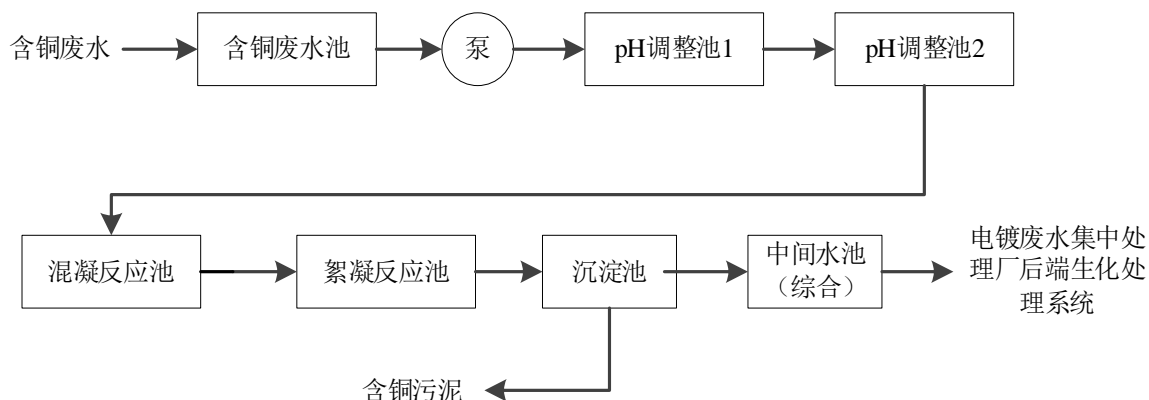 含铜废水
含铜废水池
泵
pH调整池1
pH调整池2
混凝反应池
絮凝反应池
沉淀池
中间水池
（综合）
电镀废水集中处
理厂后端生化处
理系统
含铜污泥